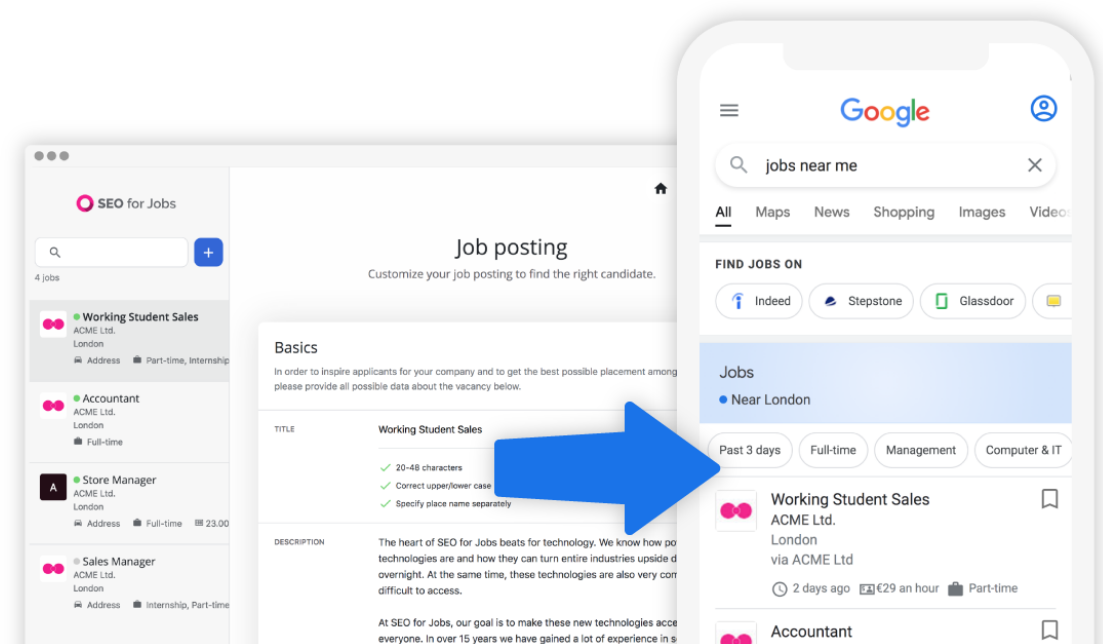 SEO for Jobs
+
4 jobs
Working Student Sales
ACME Ltd.
London
Address Part-time, Internship
Accountant
ACME Ltd.
London
Full-time
A
Store Manager
ACME Ltd.
London
Address Full-time 23.00
Sales Manager
ACME Ltd.
London
Address Internship, Part-time
Job posting
Customize your job posting to find the right candidate.
Basics
In order to inspire applicants for your company and to get the best possible placement among
please provide all possible data about the vacancy below.
TITLE
Working Student Sales
20-48 characters
Correct upper/lower case
Specify place name separately
DESCRIPTION
The heart of SEO for Jobs beats for technology. We know how
technologies are and how they can turn entire industries upside
overnight. At the same time, these technologies are also very
difficult to access.
At SEO for Jobs, our goal is to make these new technologies
everyone. In over 15 years we have gained a lot of experience in
Google
jobs near me
All Maps News Shopping Images Videos
FIND JOBS ON
Indeed Stepstone Glassdoor
Jobs
Near London
Past 3 days Full-time Management Computer & IT
Working Student Sales
ACME Ltd.
London
via ACME Ltd
2 days ago €29 an hour Part-time
Accountant